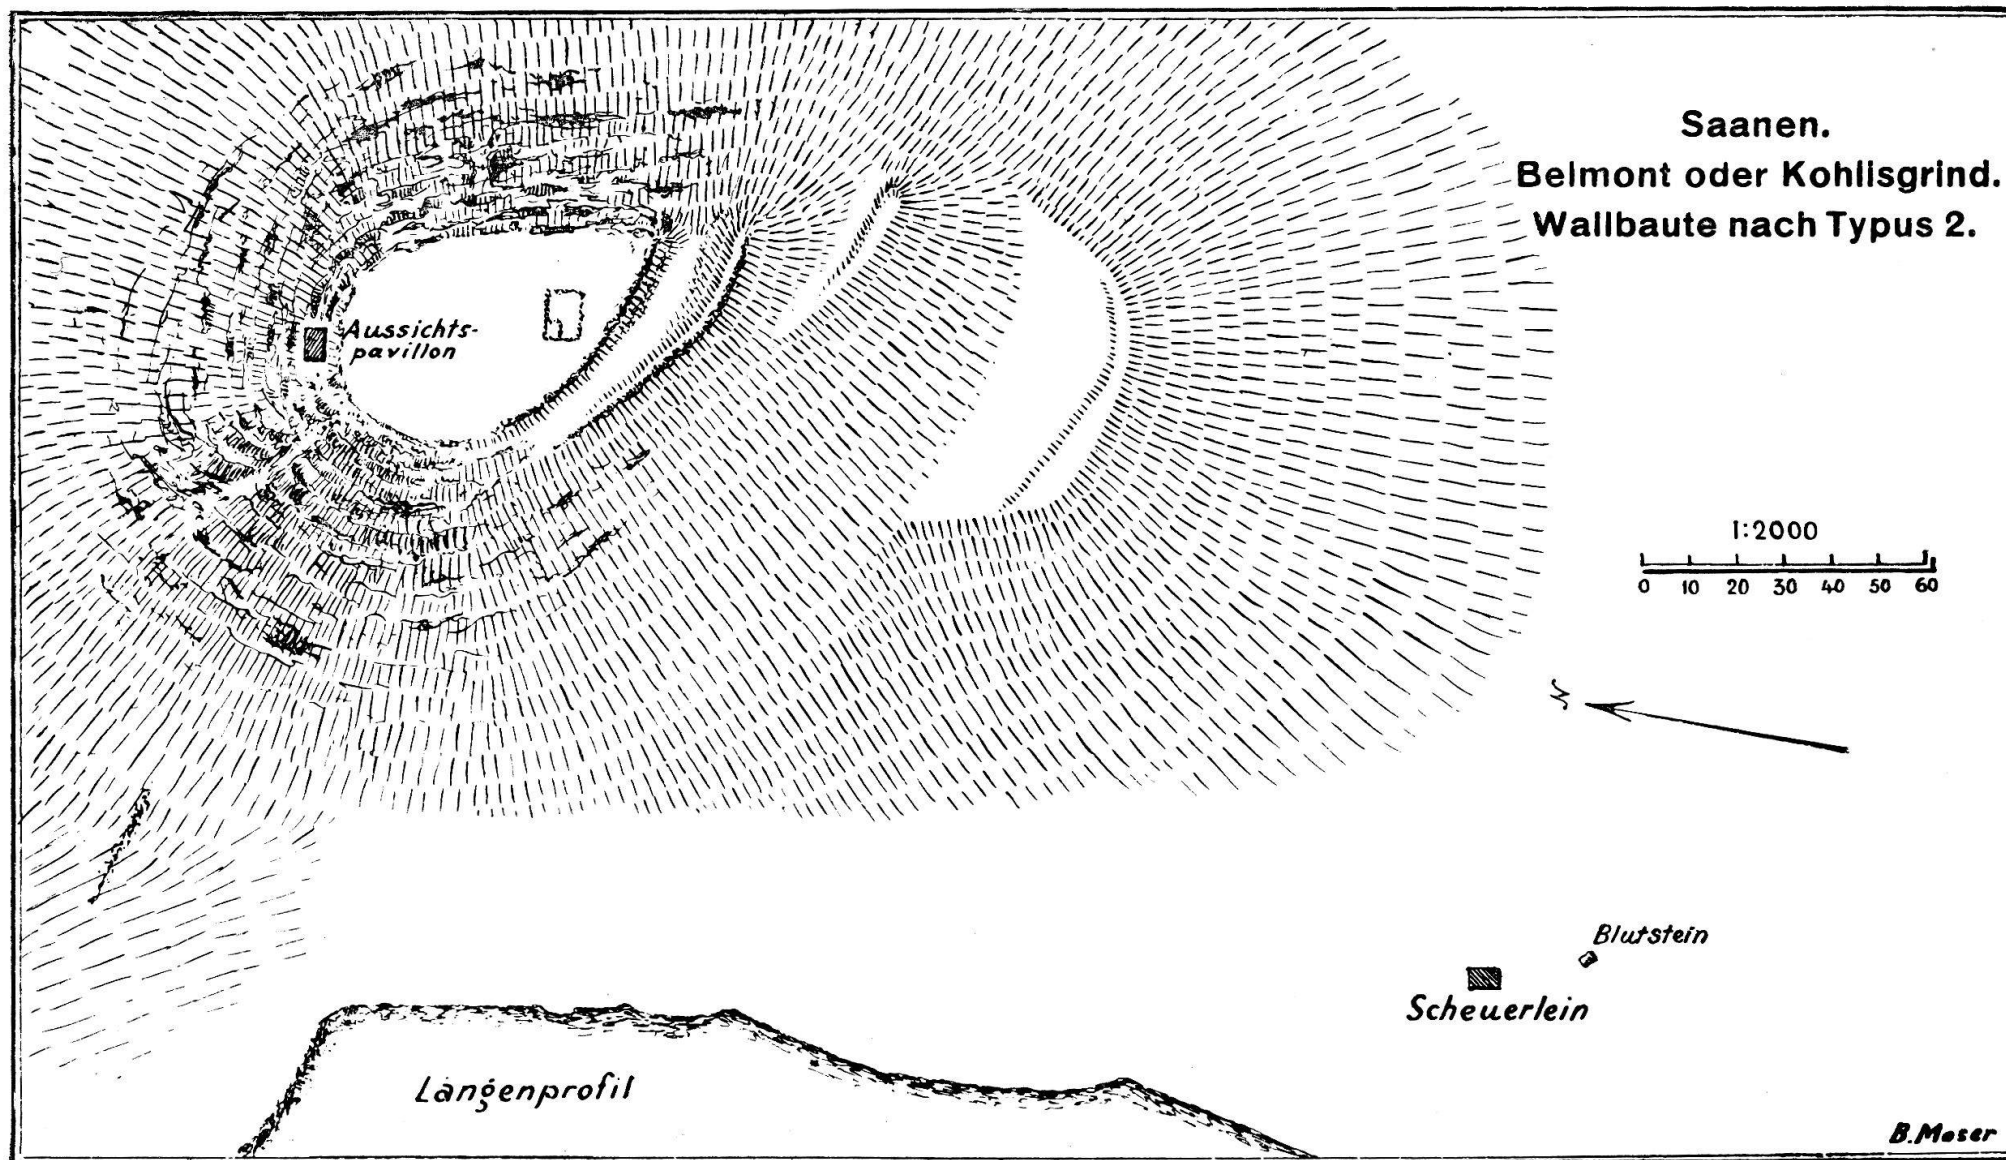 Saanen.
Belmont oder Kohlisgrind.
Wallbaute nach Typus 2.
Aussichts-
pavillon
1:2000
0 10 20 30 40 50 60
N
Blutstein
Scheuerlein
Längenprofil
B. Moser